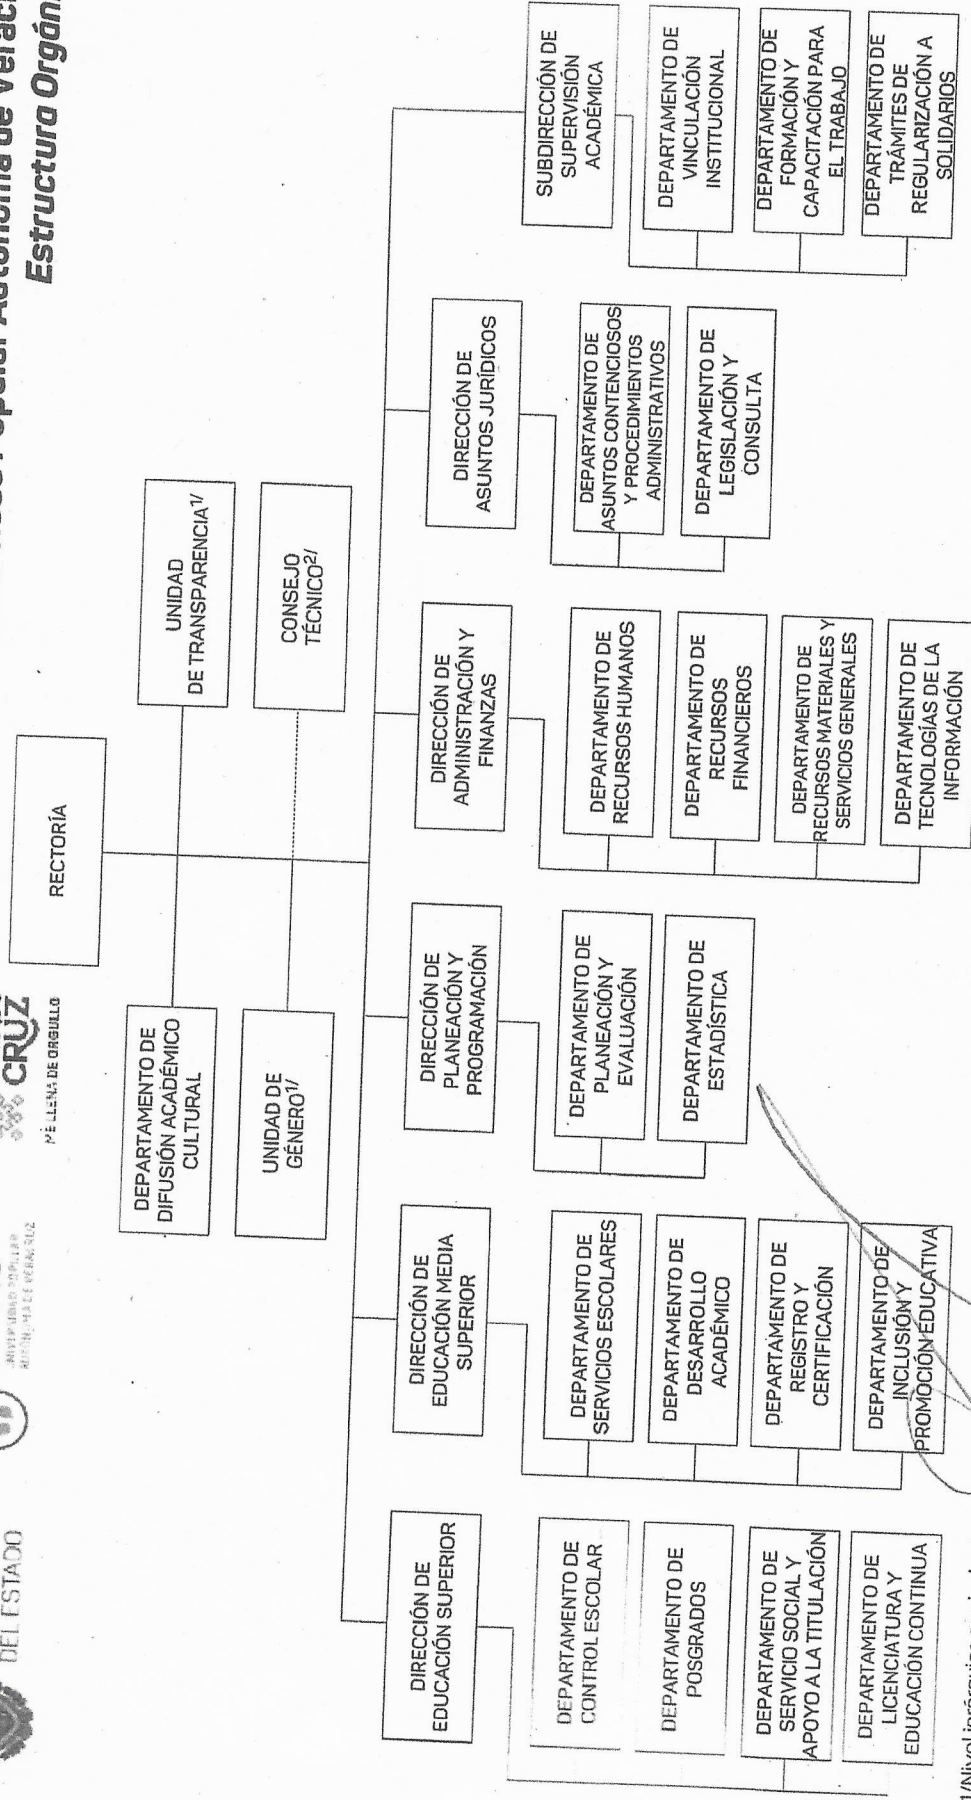 DEL ESTADO
CRUZ
ME LLENA DE ORGULLO
Popular Autónoma de
Estructura
RECTORÍA
DEPARTAMENTO DE
DIFUSIÓN ACADÉMICO
CULTURAL
UNIDAD
DE TRANSPARENCIA1/
UNIDAD DE
GÉNERO1/
CONSEJO
TÉCNICO2/
DIRECCIÓN DE
EDUCACIÓN SUPERIOR
DEPARTAMENTO DE
CONTROL ESCOLAR
DEPARTAMENTO DE
POSGRADOS
DEPARTAMENTO DE
SERVICIO SOCIAL Y
APOYO A LA TITULACIÓN
DEPARTAMENTO DE
LICENCIATURA Y
EDUCACIÓN CONTINUA
DIRECCIÓN DE
EDUCACIÓN MEDIA
SUPERIOR
DEPARTAMENTO DE
SERVICIOS ESCOLARES
DEPARTAMENTO DE
DESARROLLO
ACADÉMICO
DEPARTAMENTO DE
REGISTRO Y
CERTIFICACIÓN
DEPARTAMENTO DE
INCLUSIÓN Y
PROMOCIÓN EDUCATIVA
DIRECCIÓN DE
PLANEACIÓN Y
PROGRAMACIÓN
DEPARTAMENTO DE
PLANEACIÓN Y
EVALUACIÓN
DEPARTAMENTO DE
ESTADÍSTICA
DIRECCIÓN DE
ADMINISTRACIÓN Y
FINANZAS
DEPARTAMENTO DE
RECURSOS HUMANOS
DEPARTAMENTO DE
RECURSOS
FINANCIEROS
DEPARTAMENTO DE
RECURSOS MATERIALES Y
SERVICIOS GENERALES
DEPARTAMENTO DE
TECNOLOGÍAS DE LA
INFORMACIÓN
DIRECCIÓN DE
ASUNTOS JURÍDICOS
DEPARTAMENTO DE
ASUNTOS CONTENCIOSOS
Y PROCEDIMIENTOS
ADMINISTRATIVOS
DEPARTAMENTO DE
LEGISLACIÓN Y
CONSULTA
SUBDIRECCIÓN DE
SUPERVISIÓN
ACADÉMICA
DEPARTAMENTO DE
VINCULACIÓN
INSTITUCIONAL
DEPARTAMENTO DE
FORMACIÓN Y
CAPACITACIÓN PARA
EL TRABAJO
DEPARTAMENTO DE
TRÁMITES DE
REGULARIZACIÓN A
SOLIDARIOS